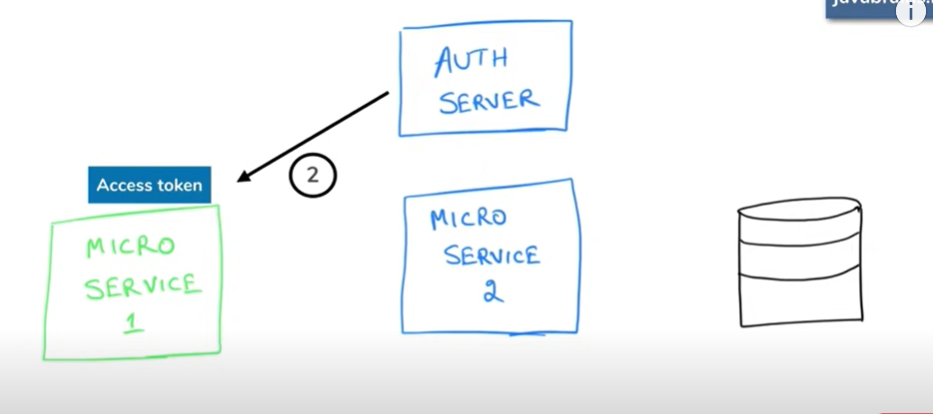 AUTH
SERVER
2
Access token
MICRO
SERVICE
1
MICRO
SERVICE
2